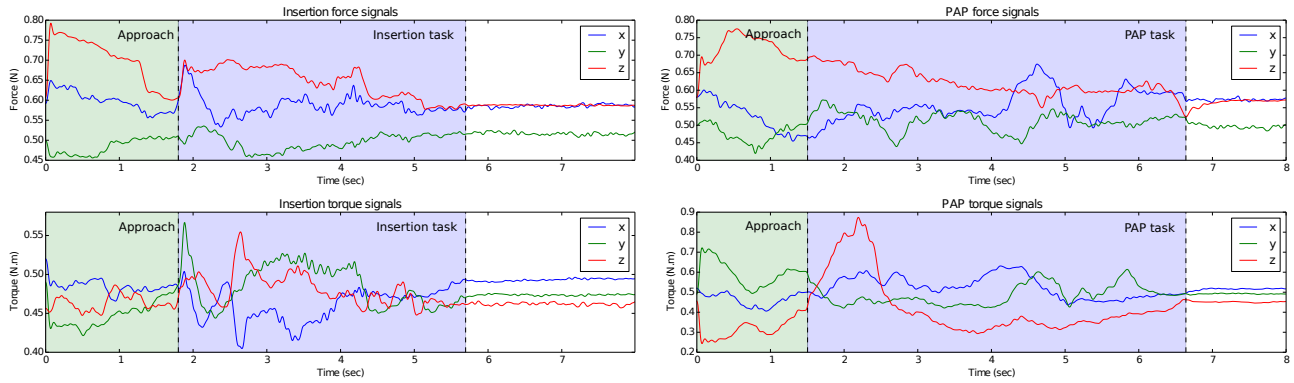 Insertion force signals
0.80
0.75
0.70
0.65
0.60
0.55
0.50
0.45
Force (N)
Approach
Insertion task
x
y
z
0 1 2 3 4 5 6 7
Time (sec)
PAP force signals
0.80
0.75
0.70
0.65
0.60
0.55
0.50
0.45
0.40
Force (N)
Approach
PAP task
x
y
z
0 1 2 3 4 5 6 7 8
Time (sec)
Insertion torque signals
0.55
0.50
0.45
0.40
Torque (N.m)
Approach
Insertion task
x
y
z
0 1 2 3 4 5 6 7
Time (sec)
PAP torque signals
0.9
0.8
0.7
0.6
0.5
0.4
0.3
0.2
Torque (N.m)
Approach
PAP task
x
y
z
0 1 2 3 4 5 6 7 8
Time (sec)